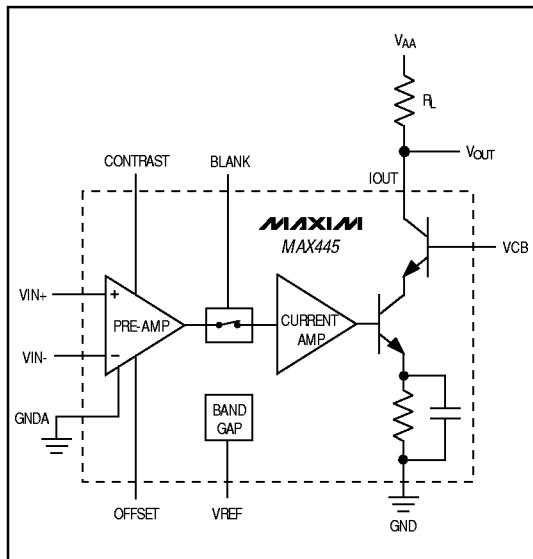 VAA
RL
VOUT
IOUT
CONTRAST
BLANK
MAXIM
MAX445
VCB
VIN+
+
PRE-AMP
CURRENT
AMP
VIN-
−
GNDA
BAND
GAP
OFFSET
VREF
GND